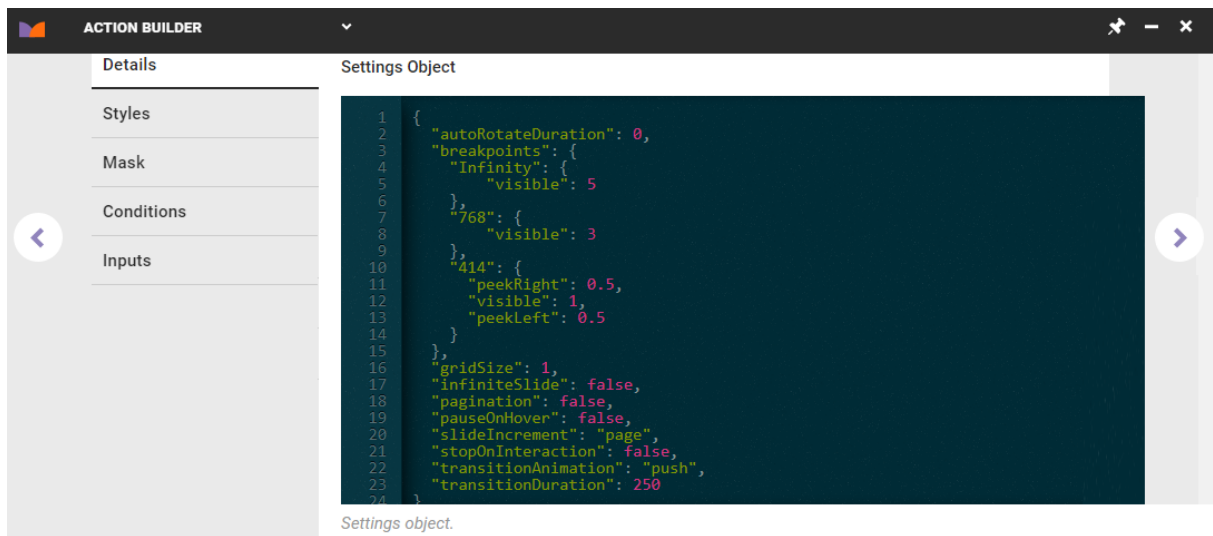 ACTION BUILDER
Details
Styles
Mask
Conditions
Inputs
Settings Object
1 {
2 "autoRotateDuration": 0,
3 "breakpoints": {
4 "Infinity": {
5 "visible": 5
6 },
7 "768": {
8 "visible": 3
9 },
10 "414": {
11 "peekRight": 0.5,
12 "visible": 1,
13 "peekLeft": 0.5
14 }
15 },
16 "gridSize": 1,
17 "infiniteSlide": false,
18 "pagination": false,
19 "pauseOnHover": false,
20 "slideIncrement": "page",
21 "stopOnInteraction": false,
22 "transitionAnimation": "push",
23 "transitionDuration": 250
24 }
Settings object.